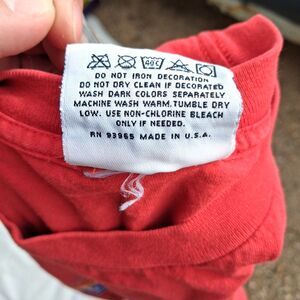 40°C
DO NOT IRON DECORATION
DO NOT DRY CLEAN IF DECORATED
WASH DARK COLORS SEPARATELY
MACHINE WASH WARM. TUMBLE DRY
LOW. USE NON-CHLORINE BLEACH
ONLY IF NEEDED.
RN 93965 MADE IN U.S.A.